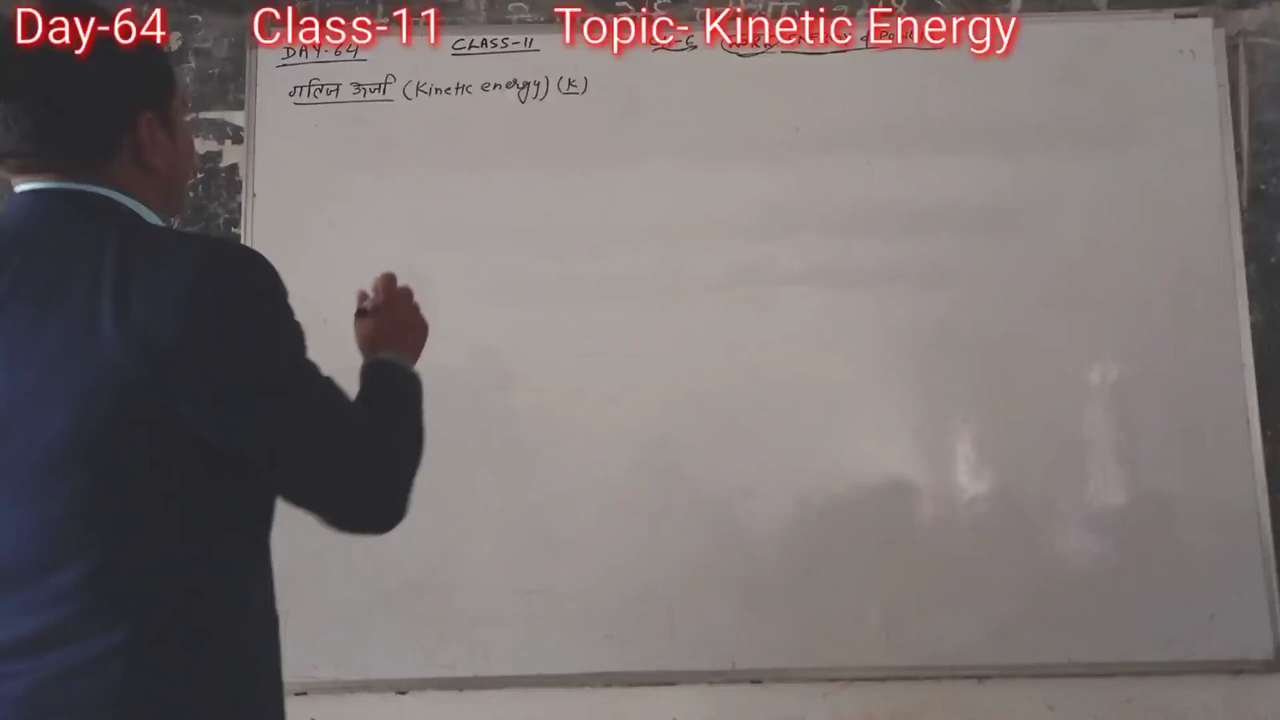 Day-64 Class-11 Topic- Kinetic Energy
DAY-64 CLASS-11
गतिज ऊर्जा (Kinetic energy) (K)